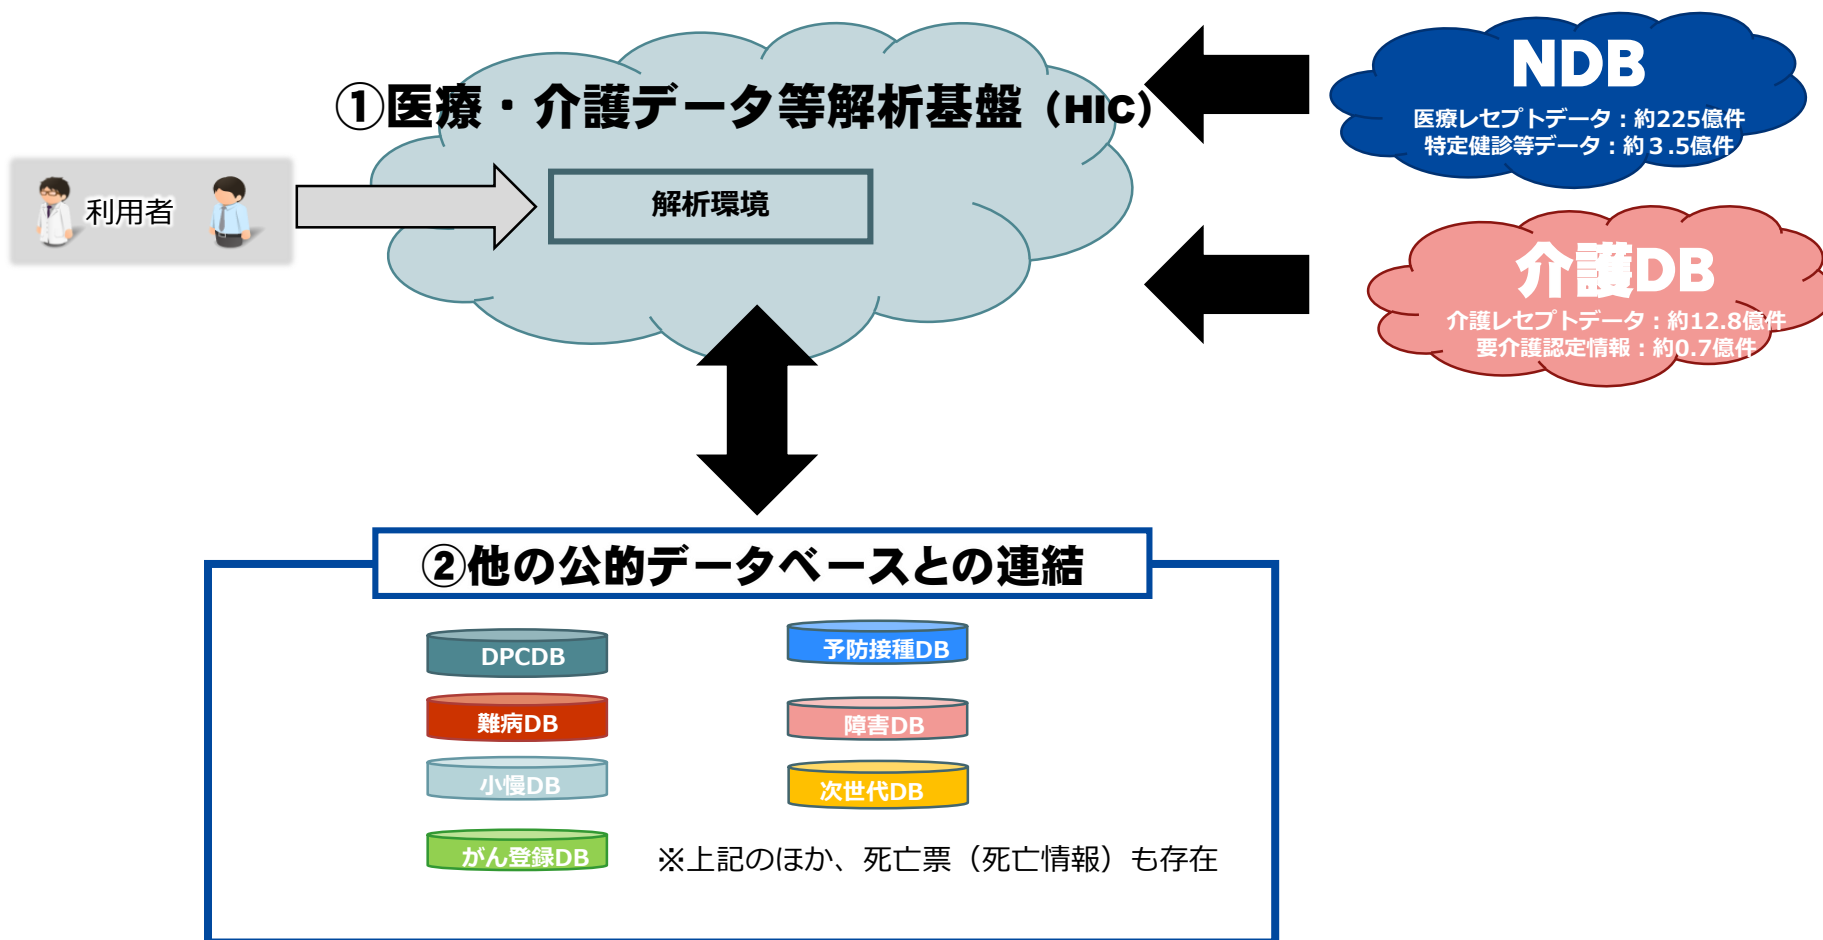 ①医療・介護データ等解析基盤（HIC）
解析環境
利用者
NDB
医療レセプトデータ：約225億件
特定健診等データ：約３.5億件
介護DB
介護レセプトデータ：約12.8億件
要介護認定情報：約0.7億件
②他の公的データベースとの連結
DPCDB
難病DB
小慢DB
がん登録DB
予防接種DB
障害DB
次世代DB
※上記のほか、死亡票（死亡情報）も存在